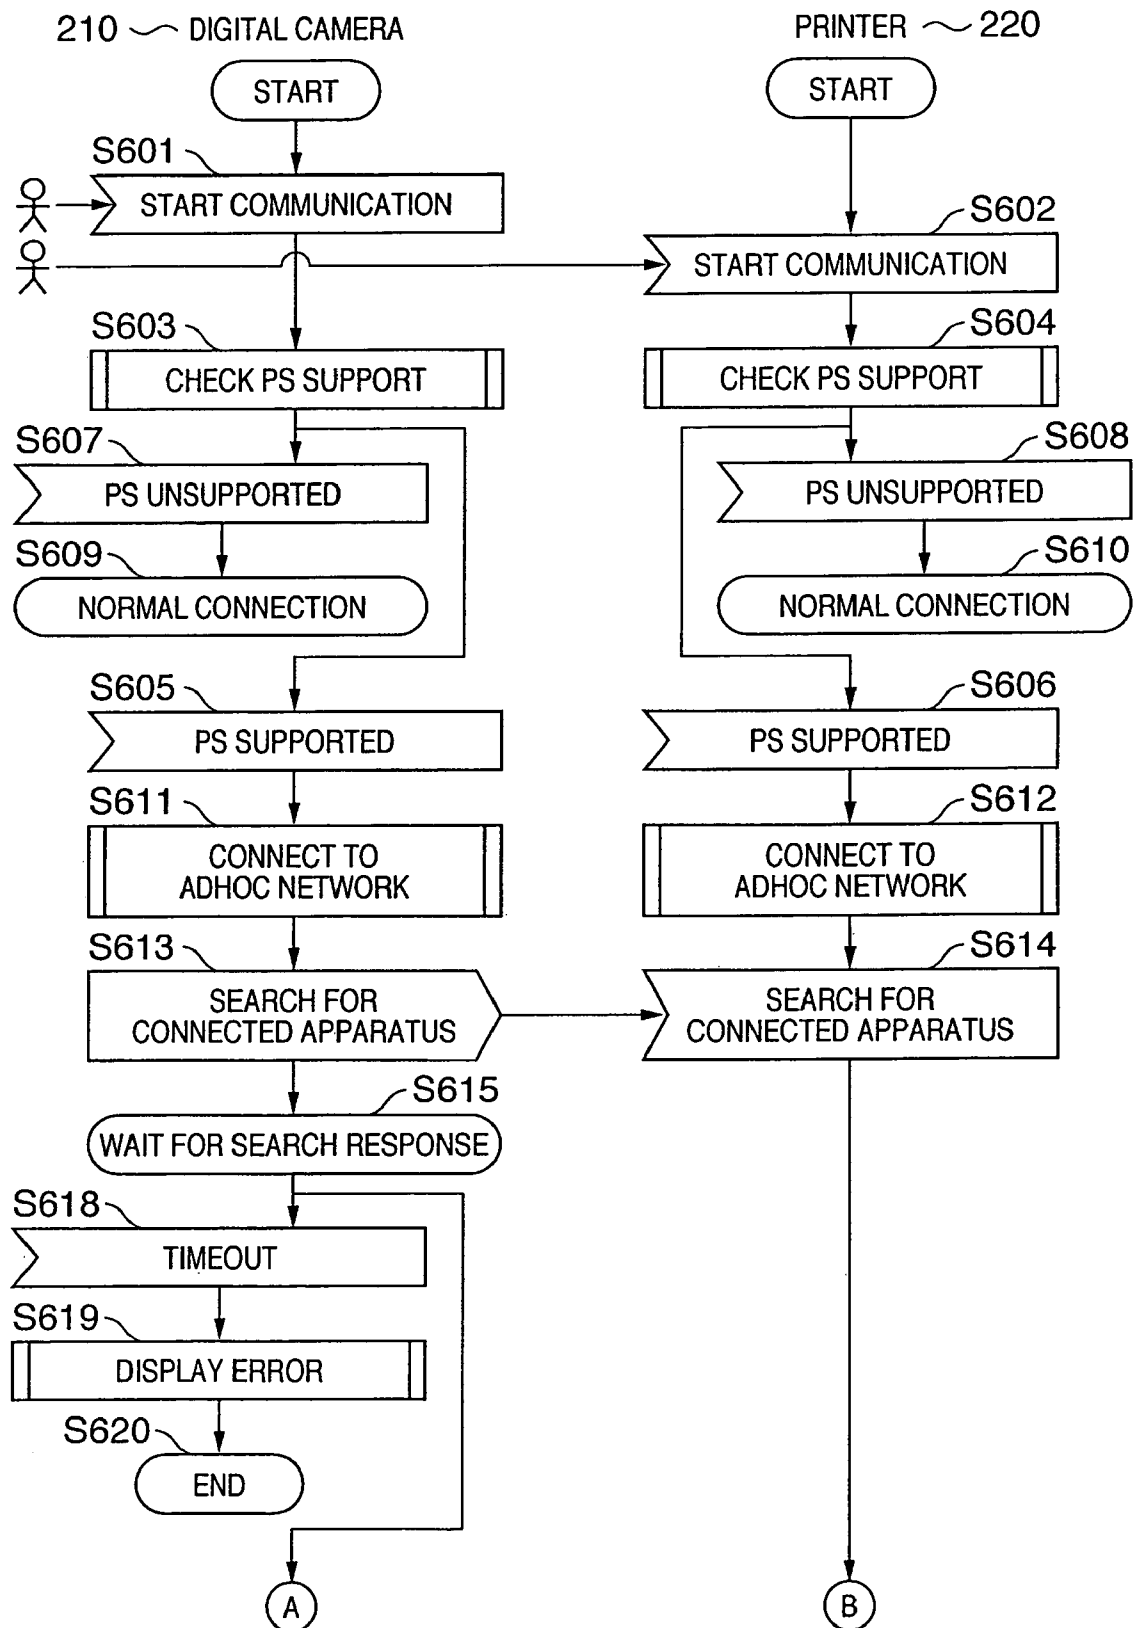 210 DIGITAL CAMERA
PRINTER 220
START
START
S601
START COMMUNICATION
S602
START COMMUNICATION
S603
CHECK PS SUPPORT
S604
CHECK PS SUPPORT
S607
PS UNSUPPORTED
S608
PS UNSUPPORTED
S609
NORMAL CONNECTION
S610
NORMAL CONNECTION
S605
PS SUPPORTED
S606
PS SUPPORTED
S611
CONNECT TO
ADHOC NETWORK
S612
CONNECT TO
ADHOC NETWORK
S613
SEARCH FOR
CONNECTED APPARATUS
S614
SEARCH FOR
CONNECTED APPARATUS
S615
WAIT FOR SEARCH RESPONSE
S618
TIMEOUT
S619
DISPLAY ERROR
S620
END
A
B